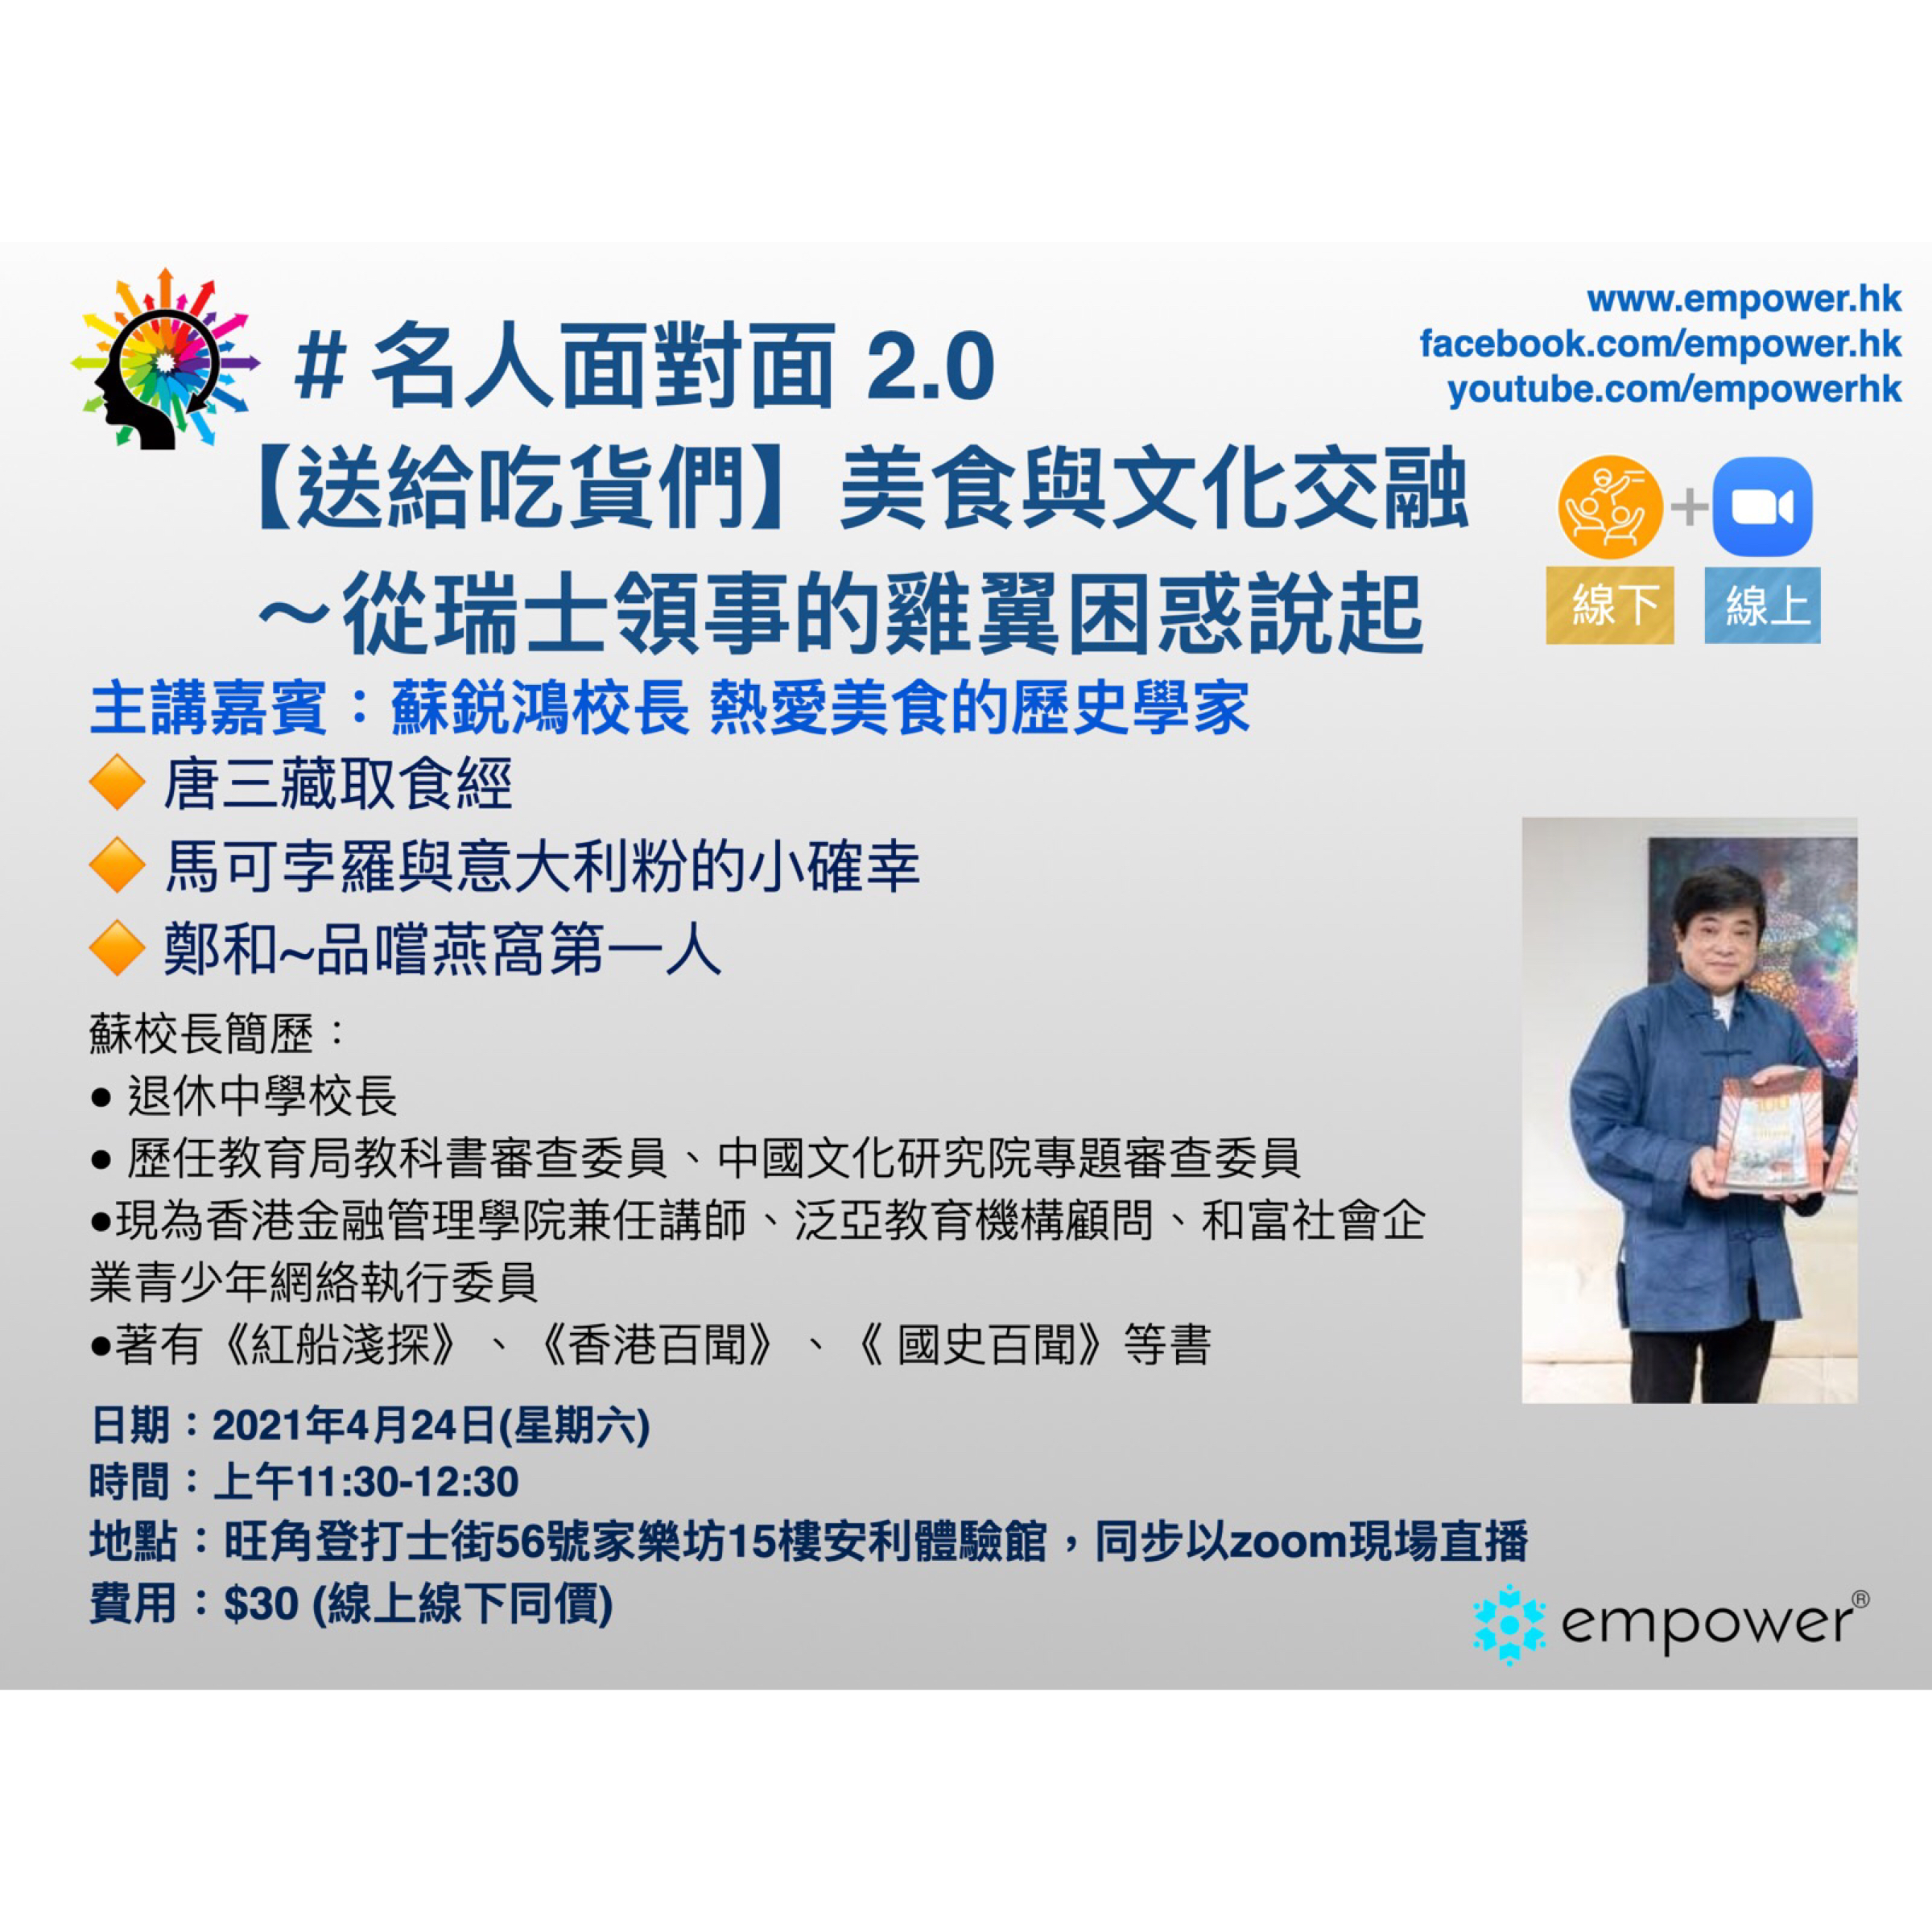 # 名人面對面 2.0
【送給吃貨們】美食與文化交融
～從瑞士領事的雞翼困惑說起
www.empower.hk
facebook.com/empower.hk
youtube.com/empowerhk
線下
線上
主講嘉賓：蘇鋭鴻校長 熱愛美食的歷史學家
唐三藏取食經
馬可孛羅與意大利粉的小確幸
鄭和~品嚐燕窩第一人
蘇校長簡歷：
● 退休中學校長
● 歷任教育局教科書審查委員、中國文化研究院專題審查委員
●現為香港金融管理學院兼任講師、泛亞教育機構顧問、和富社會企
業青少年網絡執行委員
●著有《紅船淺探》、《香港百聞》、《 國史百聞》等書
100
日期：2021年4月24日(星期六)
時間：上午11:30-12:30
地點：旺角登打士街56號家樂坊15樓安利體驗館，同步以zoom現場直播
費用：$30 (線上線下同價)
empower®